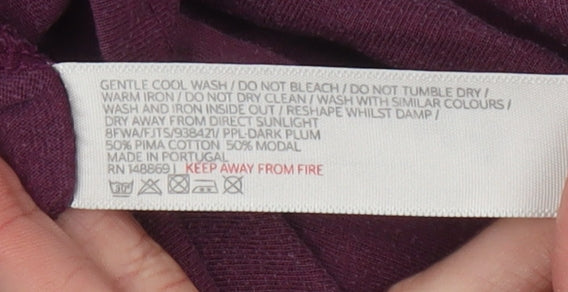 GENTLE COOL WASH / DO NOT BLEACH / DO NOT TUMBLE DRY /
WARM IRON / DO NOT DRY CLEAN / WASH WITH SIMILAR COLOURS /
WASH AND IRON INSIDE OUT / RESHAPE WHILST DAMP /
DRY AWAY FROM DIRECT SUNLIGHT
8FWA/FJTS/938421/ PPL-DARK PLUM
50% PIMA COTTON 50% MODAL
MADE IN PORTUGAL
RN 148869 | KEEP AWAY FROM FIRE
30°